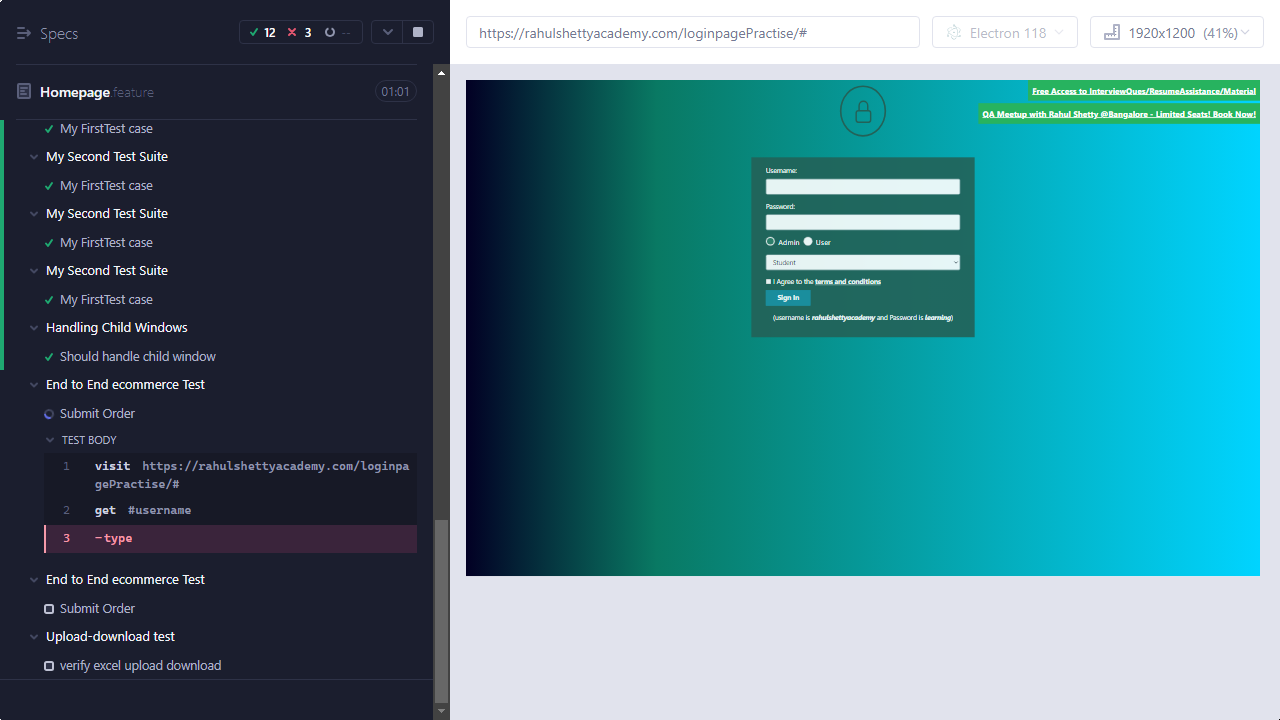 Specs
12 3 --
Homepage feature
01:01
My FirstTest case
My Second Test Suite
My FirstTest case
My Second Test Suite
My FirstTest case
My Second Test Suite
My FirstTest case
Handling Child Windows
Should handle child window
End to End ecommerce Test
Submit Order
TEST BODY
1 visit https://rahulshettyacademy.com/loginpa
gePractise/#
2 get #username
3 -type
End to End ecommerce Test
Submit Order
Upload-download test
verify excel upload download
https://rahulshettyacademy.com/loginpagePractise/#
Electron 118
1920x1200 (41%)
Free Access to InterviewQues/ResumeAssistance/Material
QA Meetup with Rahul Shetty @Bangalore - Limited Seats! Book Now!
Username:
Password:
Admin User
Student
I Agree to the terms and conditions
Sign In
(username is rahulshettyacademy and Password is learning)